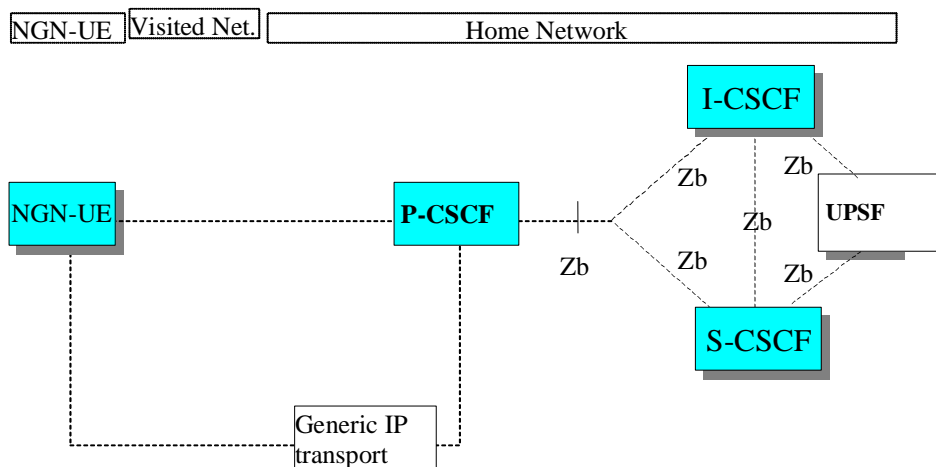 NGN-UE
Visited Net.
Home Network
I-CSCF
Zb
Zb
NGN-UE
P-CSCF
UPSF
Zb
Zb
Zb
Zb
S-CSCF
Generic IP
transport